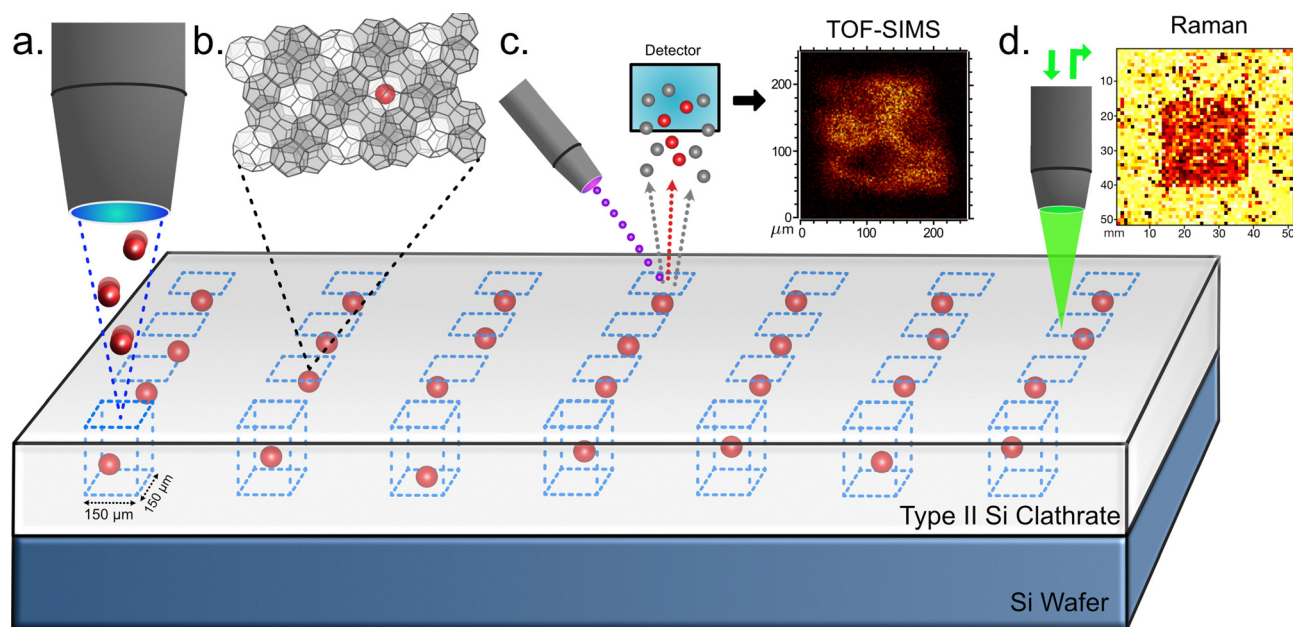 a.
b.
c.
Detector
TOF-SIMS
200
100
0
μm
0
100
200
d.
Raman
10
20
30
40
50
mm
10
20
30
40
50
150 μm
150 μm
Type II Si Clathrate
Si Wafer